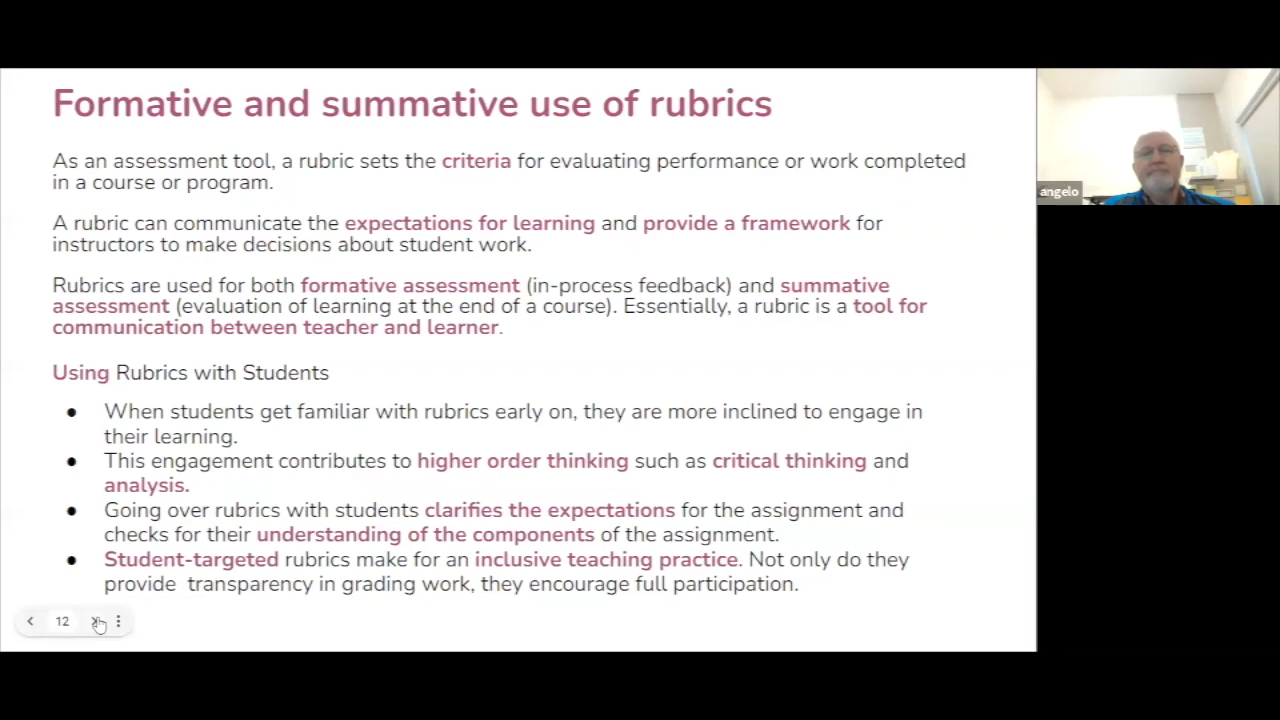 Formative and summative use of rubrics
As an assessment tool, a rubric sets the criteria for evaluating performance or work completed
in a course or program.
A rubric can communicate the expectations for learning and provide a framework for
instructors to make decisions about student work.
Rubrics are used for both formative assessment (in-process feedback) and summative
assessment (evaluation of learning at the end of a course). Essentially, a rubric is a tool for
communication between teacher and learner.
Using Rubrics with Students
● When students get familiar with rubrics early on, they are more inclined to engage in
their learning.
● This engagement contributes to higher order thinking such as critical thinking and
analysis.
● Going over rubrics with students clarifies the expectations for the assignment and
checks for their understanding of the components of the assignment.
● Student-targeted rubrics make for an inclusive teaching practice. Not only do they
provide  transparency in grading work, they encourage full participation.
12
angelo